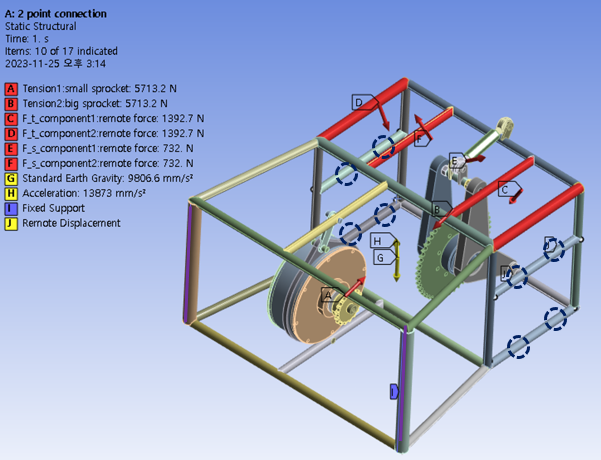 A: 2 point connection
Static Structural
Time: 1. s
Items: 10 of 17 indicated
2023-11-25 오후 3:14
A Tension1:small sprocket: 5713.2 N
B Tension2:big sprocket: 5713.2 N
C F_t_component1:remote force: 1392.7 N
D F_t_component2:remote force: 1392.7 N
E F_s_component1:remote force: 732. N
F F_s_component2:remote force: 732. N
G Standard Earth Gravity: 9806.6 mm/s²
H Acceleration: 13873 mm/s²
I Fixed Support
J Remote Displacement
D
F
E
C
B
H
G
A